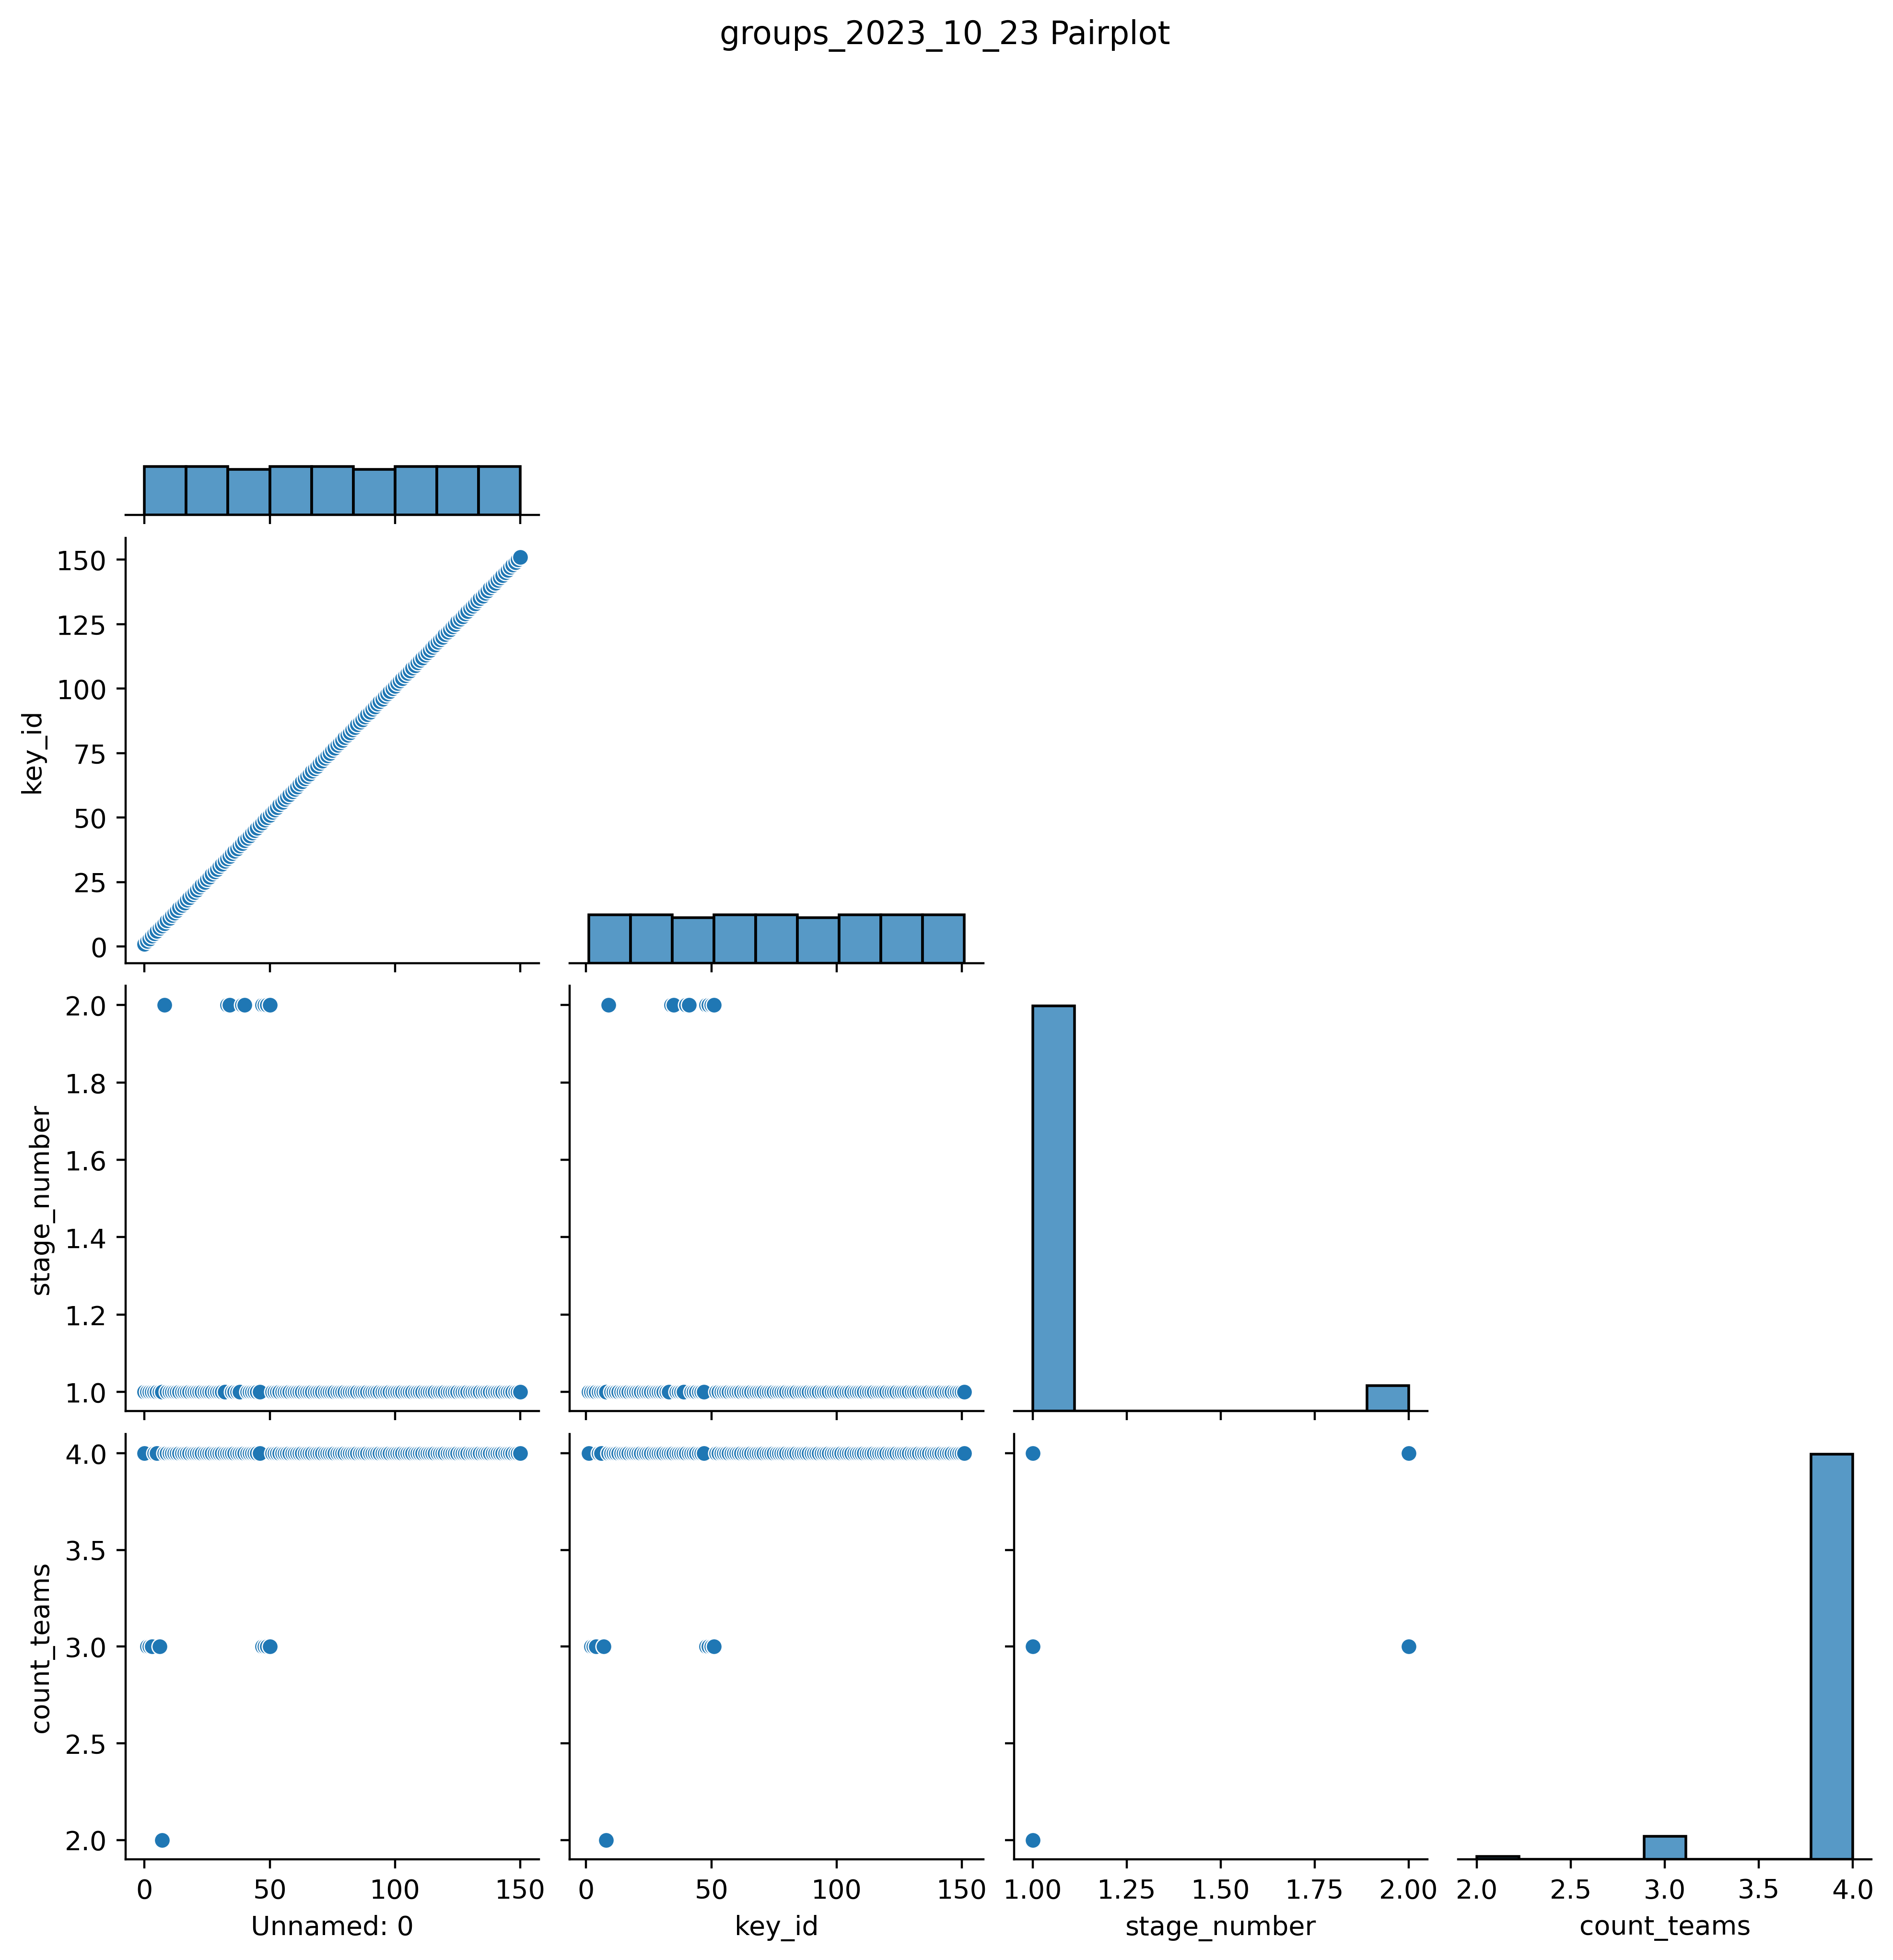 groups_2023_10_23 Pairplot
150
125
100
75
50
25
0
key_id
2.0
1.8
1.6
1.4
1.2
1.0
stage_number
4.0
3.5
3.0
2.5
2.0
count_teams
0 50 100 150
Unnamed: 0
0 50 100 150
key_id
1.00 1.25 1.50 1.75 2.00
stage_number
2.0 2.5 3.0 3.5 4.0
count_teams